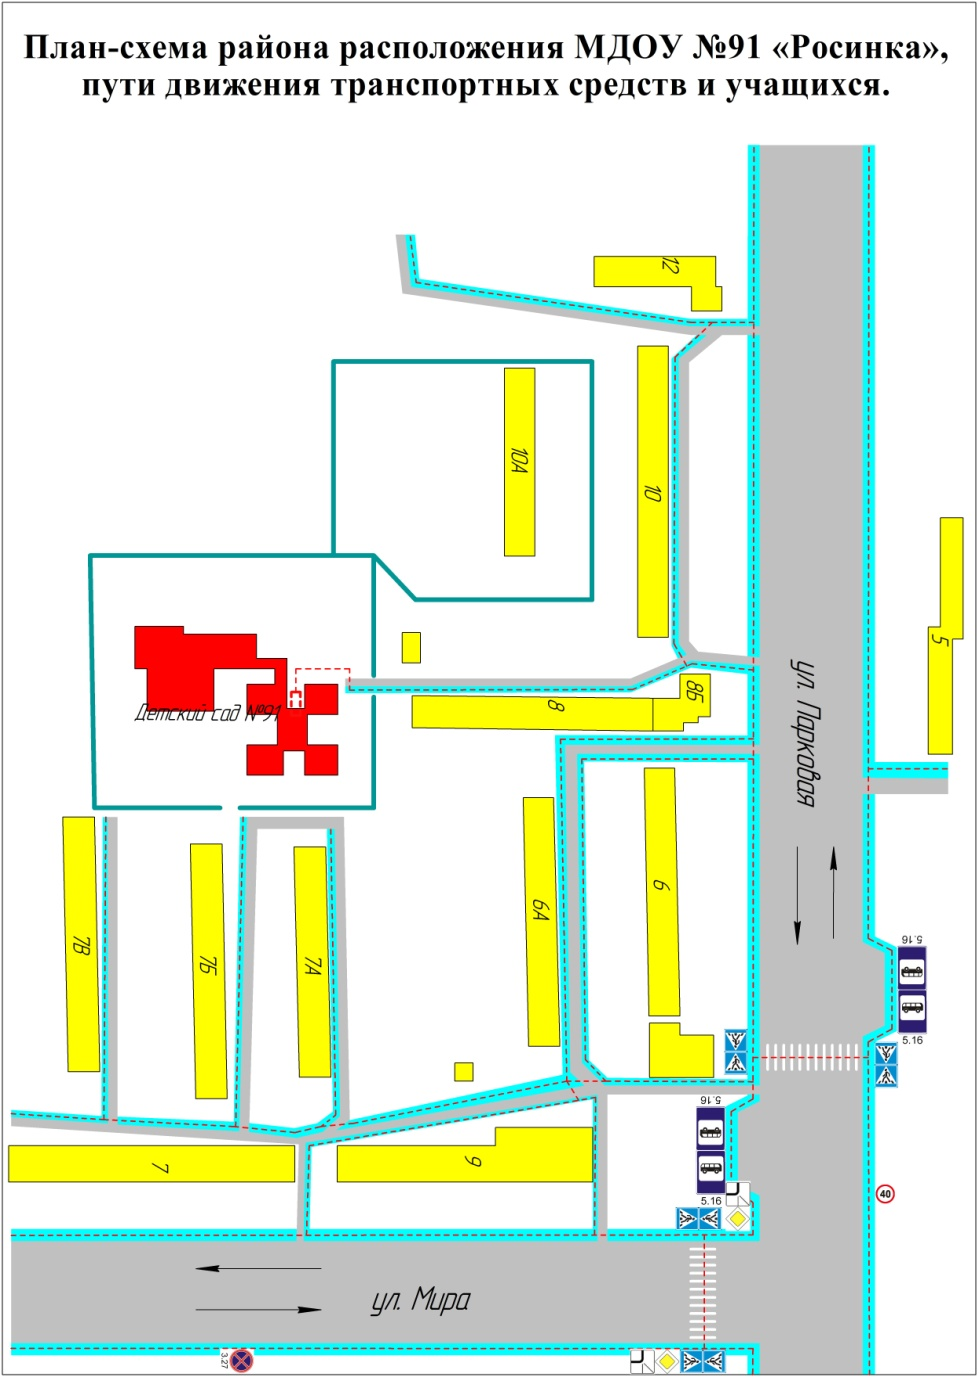 План-схема района расположения МДОУ №91 «Росинка»,
пути движения транспортных средств и учащихся.
12
10А
10
5
8Б
8
Детский сад №91
ул. Парковая
6
6А
7В
7Б
7А
5.16
5.16
5.16
5.16
7
9
40
ул. Мира
3.27